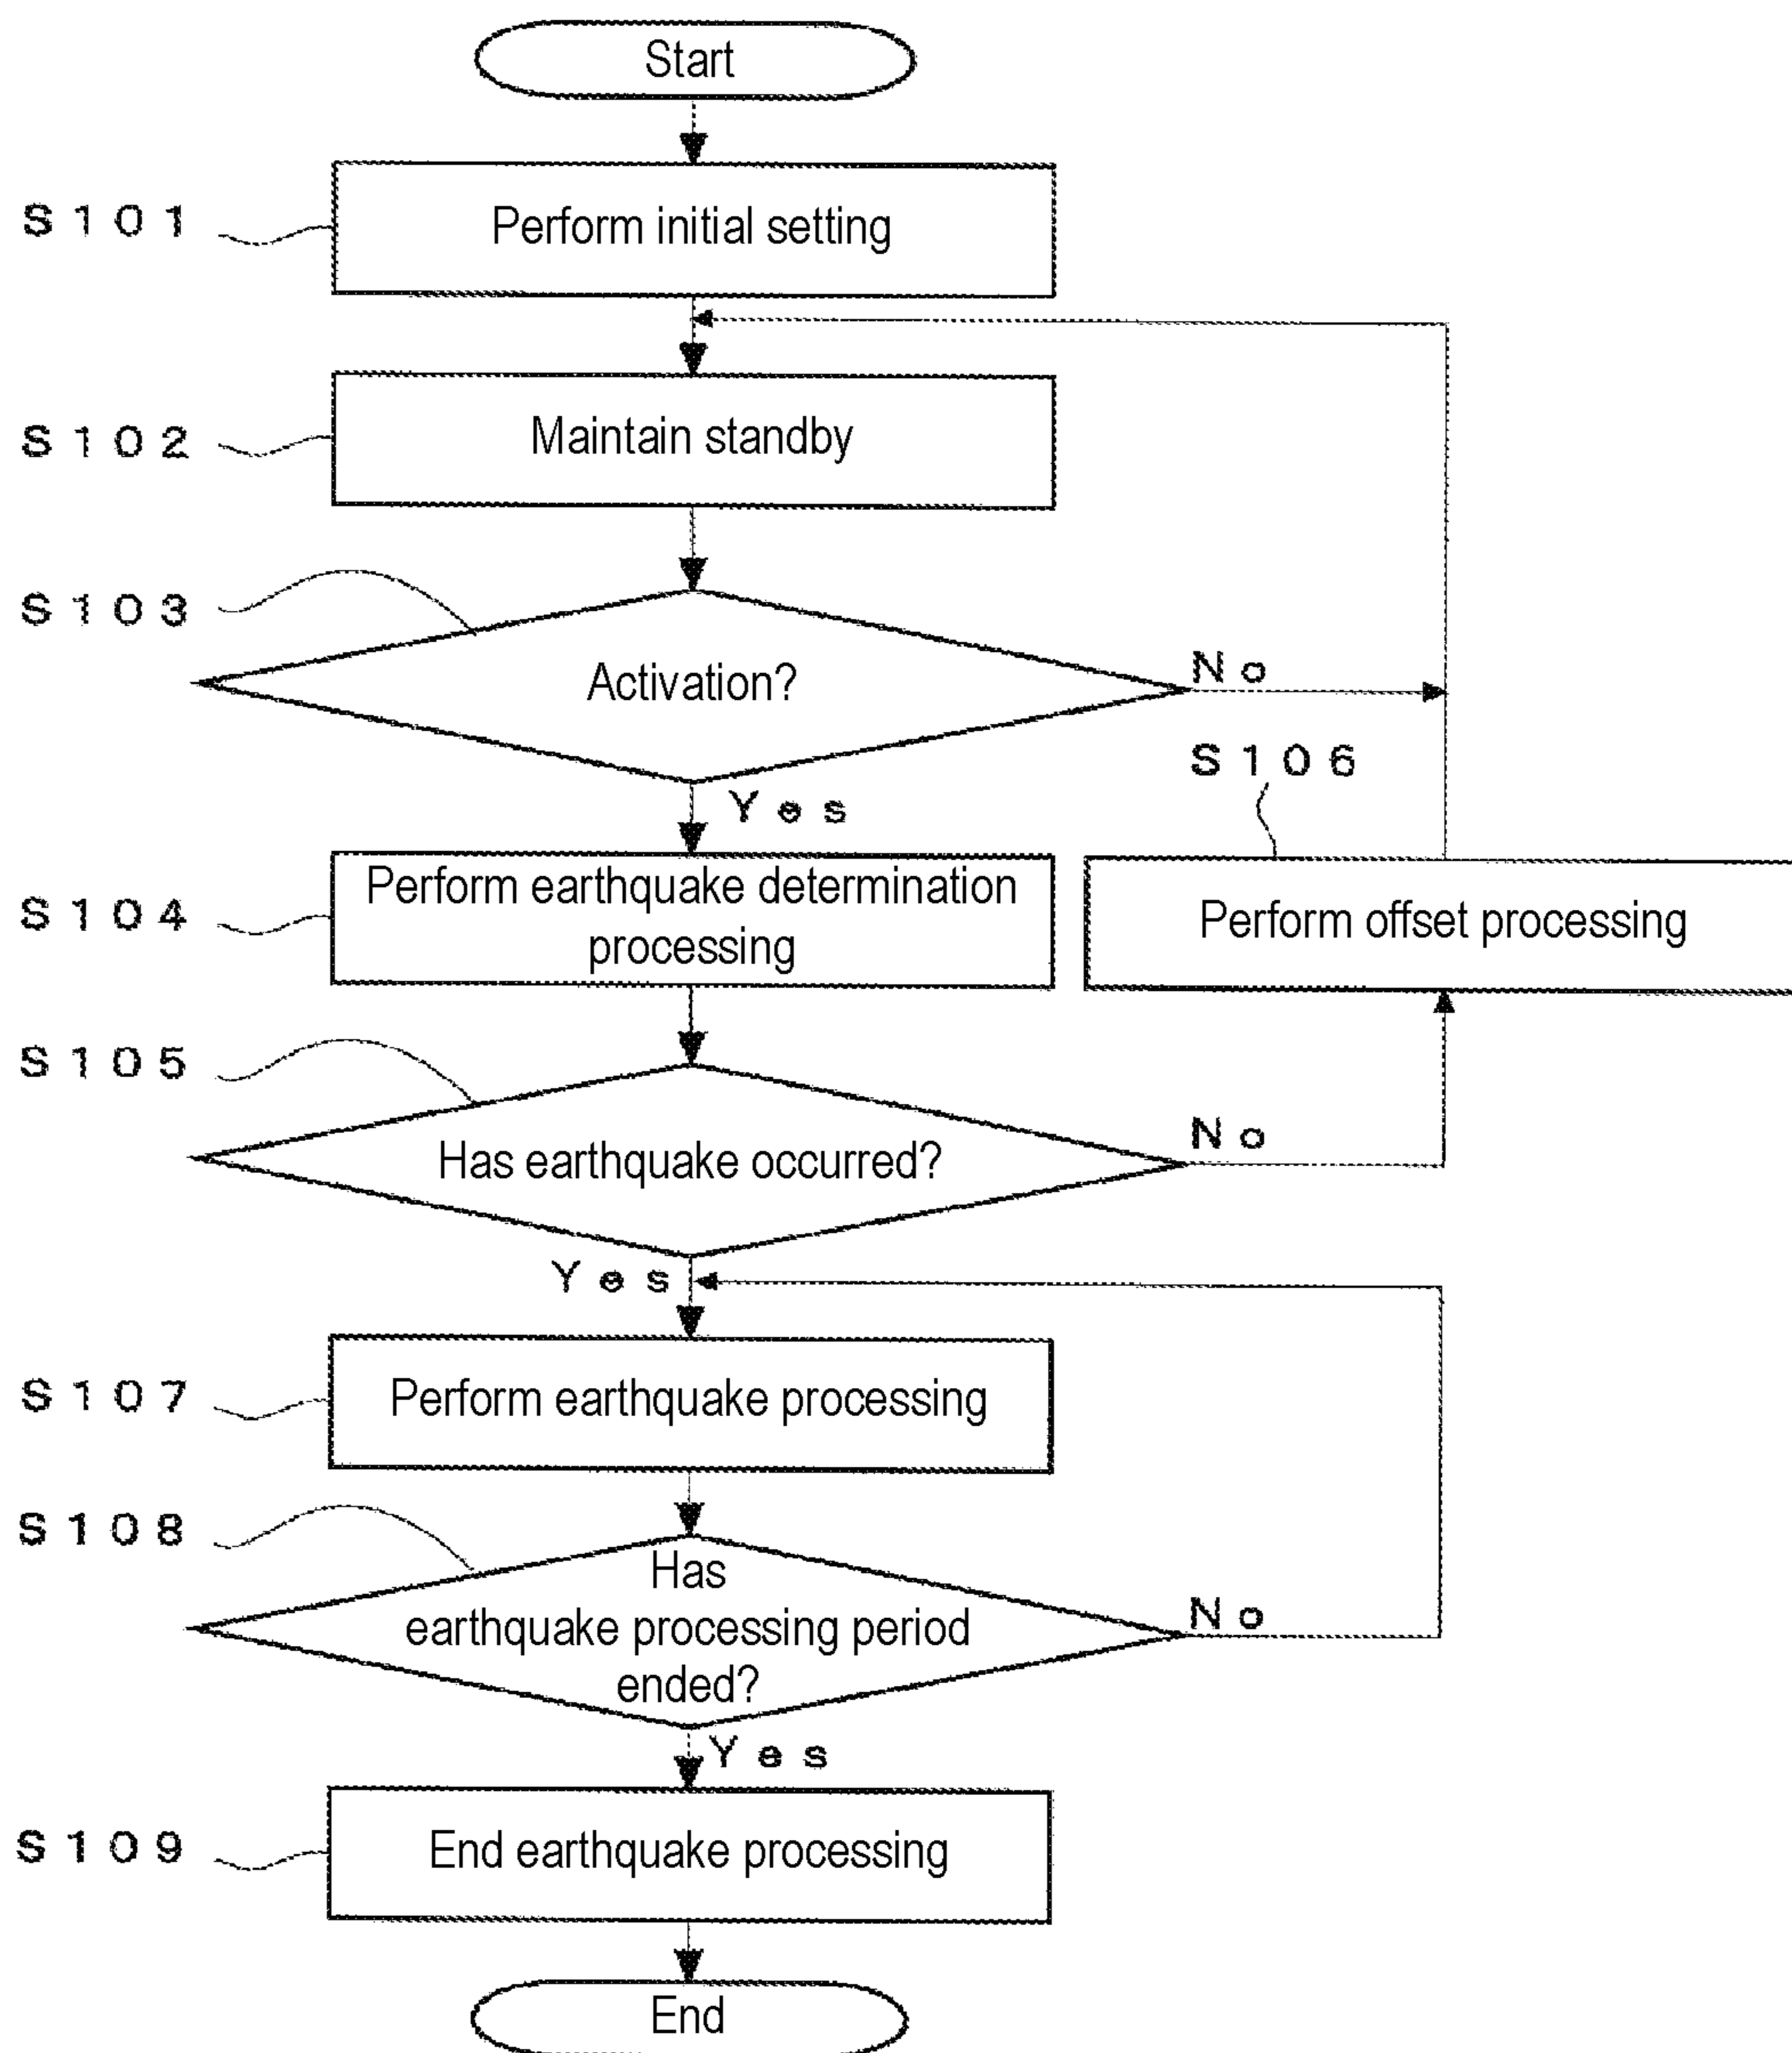 Start
S101
Perform initial setting
S102
Maintain standby
S103
Activation?
No
Yes
S106
S104
Perform earthquake determination
processing
Perform offset processing
S105
Has earthquake occurred?
No
Yes
S107
Perform earthquake processing
S108
Has
earthquake processing period
ended?
No
Yes
S109
End earthquake processing
End